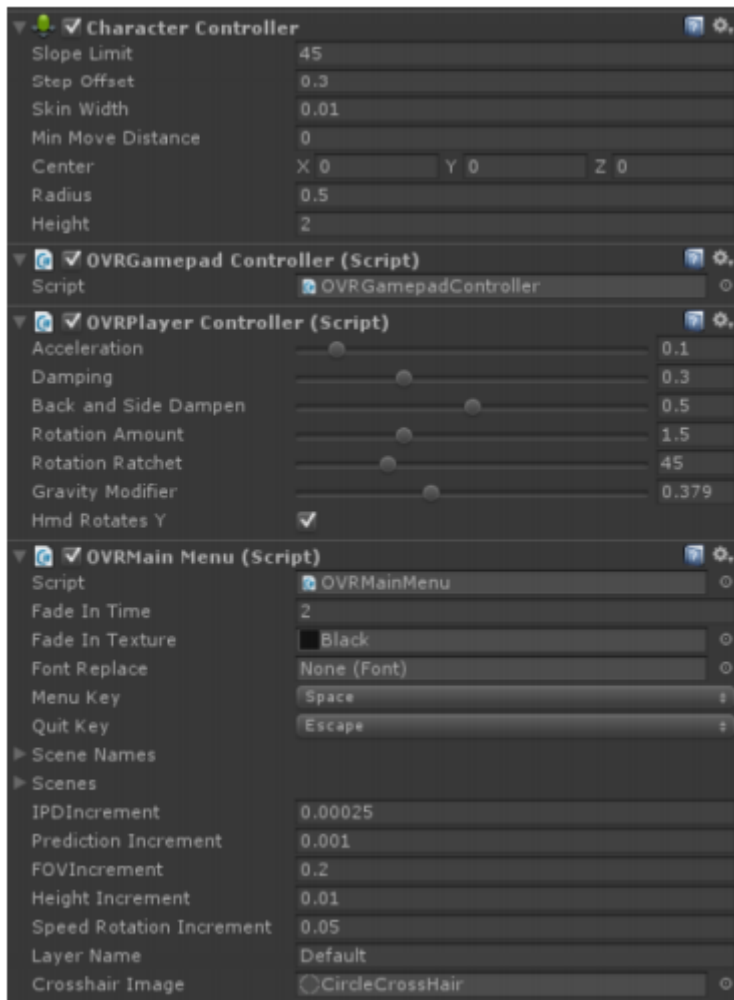 Character Controller
Slope Limit 45
Step Offset 0.3
Skin Width 0.01
Min Move Distance 0
Center X 0 Y 0 Z 0
Radius 0.5
Height 2
OVRGamepad Controller (Script)
Script OVRGamepadController
OVRPlayer Controller (Script)
Acceleration 0.1
Damping 0.3
Back and Side Dampen 0.5
Rotation Amount 1.5
Rotation Ratchet 45
Gravity Modifier 0.379
Hmd Rotates Y
OVRMain Menu (Script)
Script OVRMainMenu
Fade In Time 2
Fade In Texture Black
Font Replace None (Font)
Menu Key Space
Quit Key Escape
Scene Names
Scenes
IPDIncrement 0.00025
Prediction Increment 0.001
FOVIncrement 0.2
Height Increment 0.01
Speed Rotation Increment 0.05
Layer Name Default
Crosshair Image CircleCrossHair